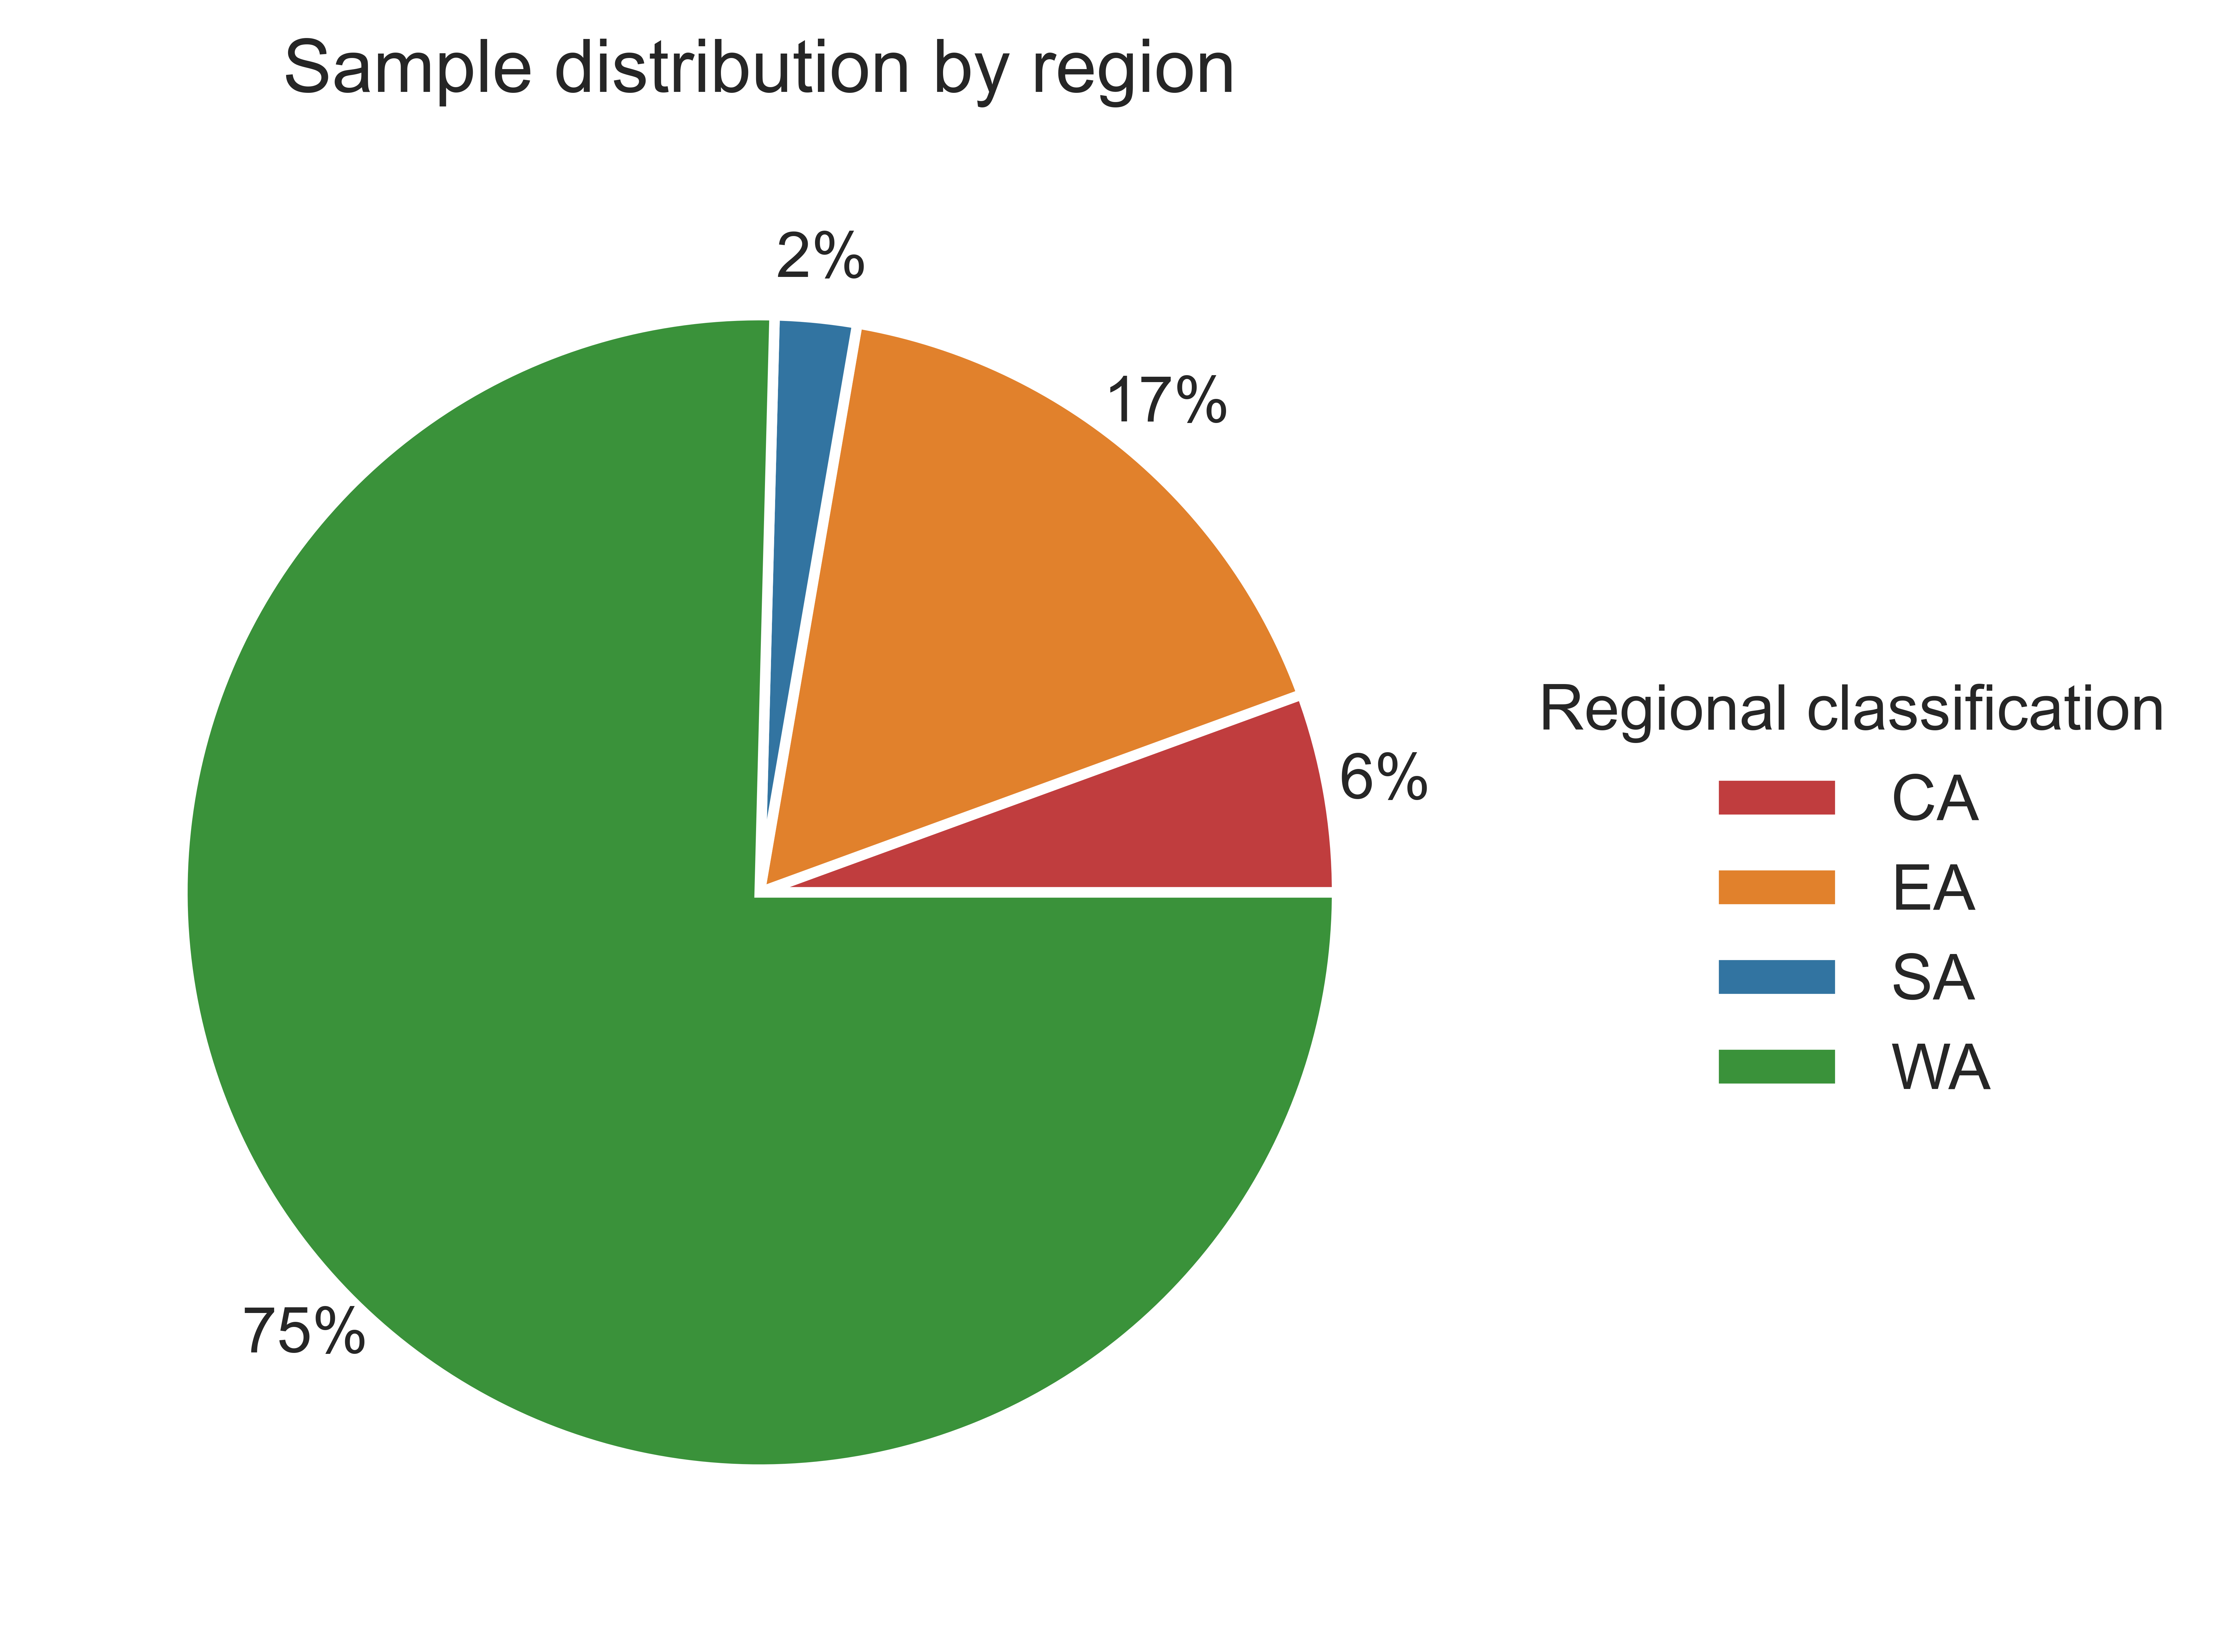 Sample distribution by region
2%
17%
6%
75%
Regional classification
CA
EA
SA
WA